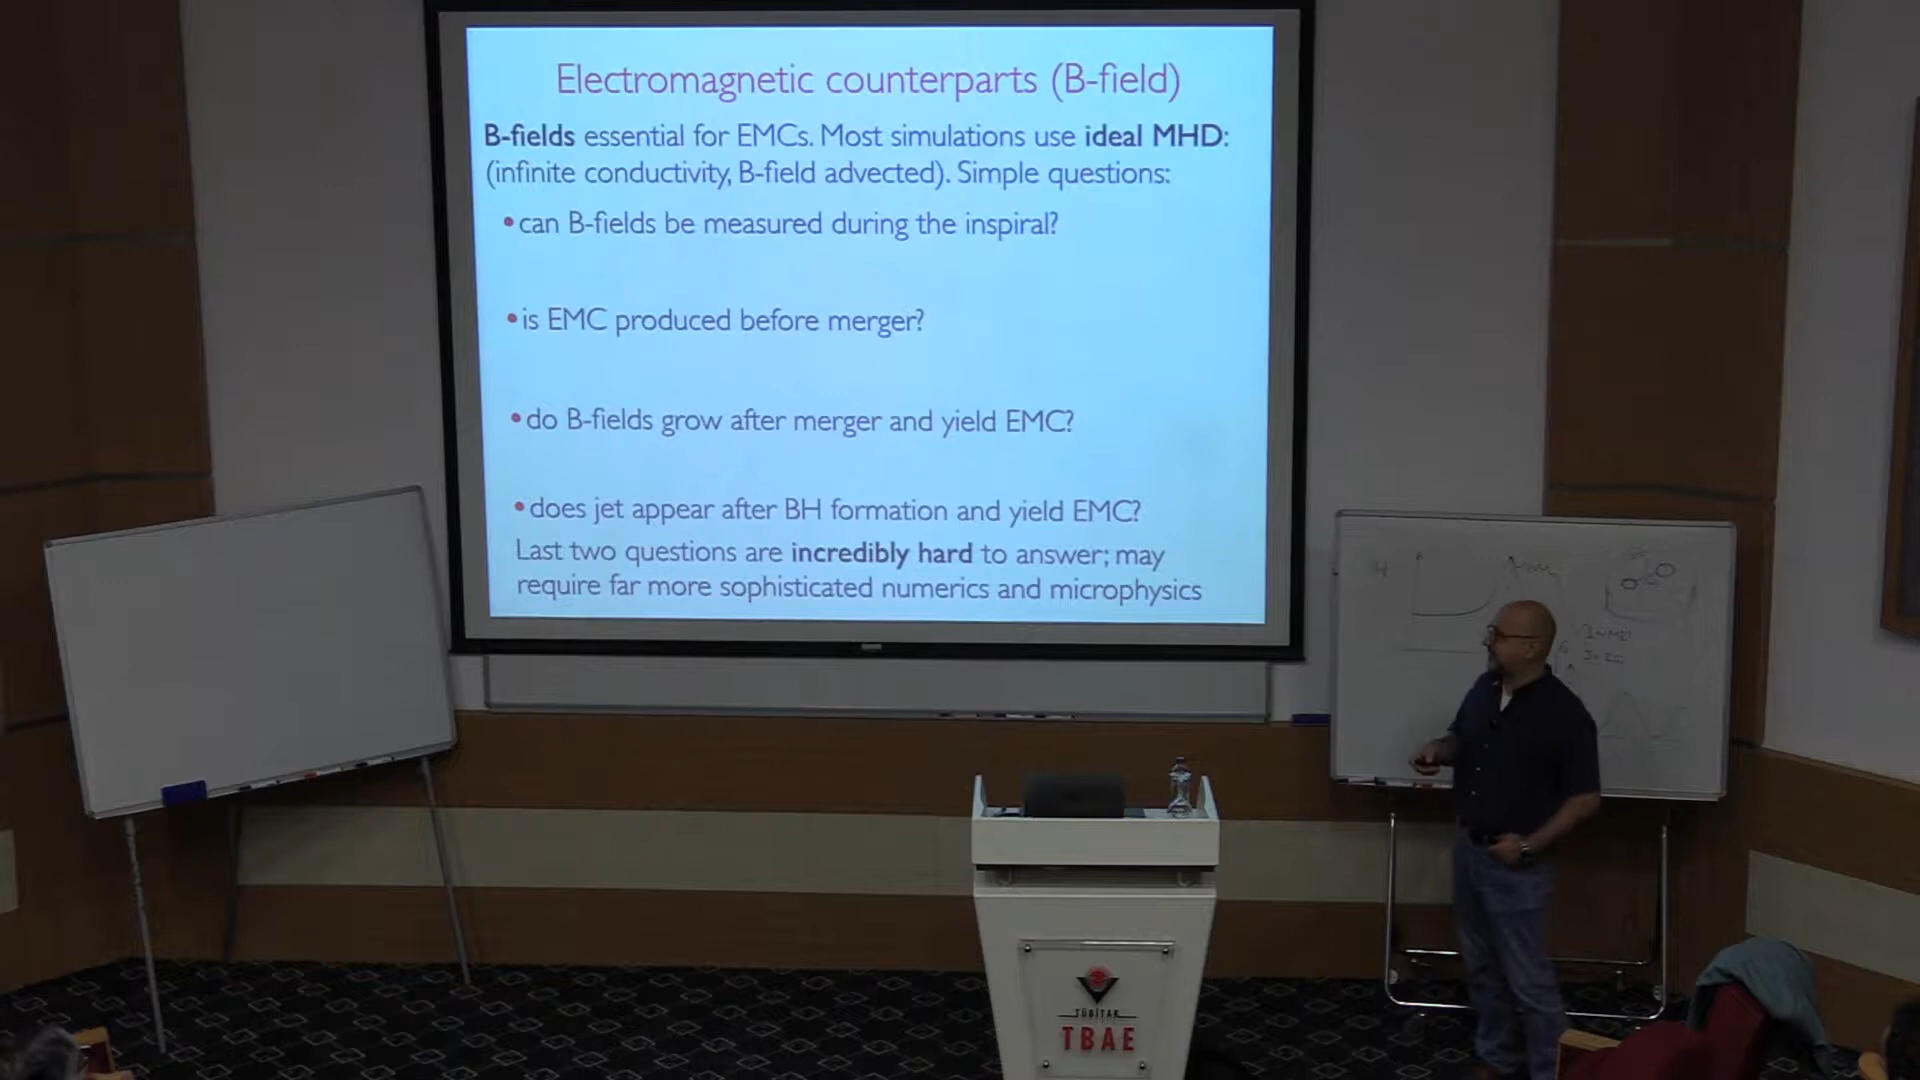 Electromagnetic counterparts (B-field)
B-fields essential for EMCs. Most simulations use ideal MHD:
(infinite conductivity, B-field advected). Simple questions:
•can B-fields be measured during the inspiral?
•is EMC produced before merger?
•do B-fields grow after merger and yield EMC?
•does jet appear after BH formation and yield EMC?
Last two questions are incredibly hard to answer; may
require far more sophisticated numerics and microphysics
TÜBİTAK
TBAE